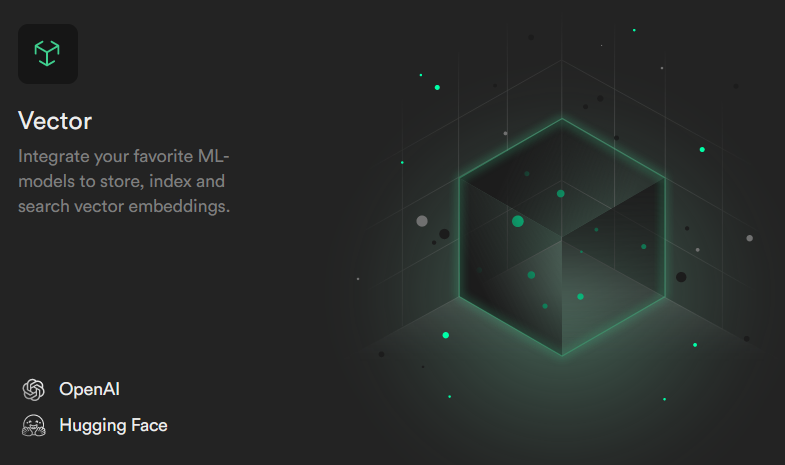 Vector
Integrate your favorite ML-
models to store, index and
search vector embeddings.
OpenAI
Hugging Face